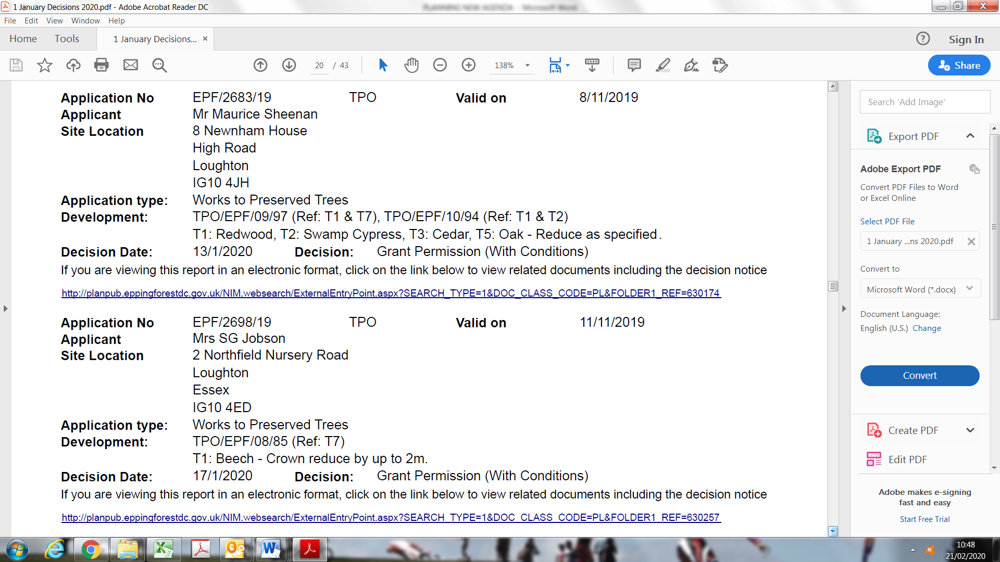 1 January Decisions 2020.pdf - Adobe Acrobat Reader DC
PLANNING NEW AGENDA - Microsoft Word
File Edit View Window Help
Home Tools 1 January Decisions... × Sign In
20 / 43 138% Share
Application No EPF/2683/19 TPO Valid on 8/11/2019
Applicant Mr Maurice Sheenan
Site Location 8 Newnham House
High Road
Loughton
IG10 4JH
Application type: Works to Preserved Trees
Development: TPO/EPF/09/97 (Ref: T1 & T7), TPO/EPF/10/94 (Ref: T1 & T2)
T1: Redwood, T2: Swamp Cypress, T3: Cedar, T5: Oak - Reduce as specified.
Decision Date: 13/1/2020 Decision: Grant Permission (With Conditions)
If you are viewing this report in an electronic format, click on the link below to view related documents including the decision notice
http://planpub.eppingforestdc.gov.uk/NIM.websearch/ExternalEntryPoint.aspx?SEARCH_TYPE=1&DOC_CLASS_CODE=PL&FOLDER1_REF=630174
Application No EPF/2698/19 TPO Valid on 11/11/2019
Applicant Mrs SG Jobson
Site Location 2 Northfield Nursery Road
Loughton
Essex
IG10 4ED
Application type: Works to Preserved Trees
Development: TPO/EPF/08/85 (Ref: T7)
T1: Beech - Crown reduce by up to 2m.
Decision Date: 17/1/2020 Decision: Grant Permission (With Conditions)
If you are viewing this report in an electronic format, click on the link below to view related documents including the decision notice
http://planpub.eppingforestdc.gov.uk/NIM.websearch/ExternalEntryPoint.aspx?SEARCH_TYPE=1&DOC_CLASS_CODE=PL&FOLDER1_REF=630257
Search 'Add Image'
Export PDF
Adobe Export PDF
Convert PDF Files to Word
or Excel Online
Select PDF File
1 January ...ns 2020.pdf
Convert to
Microsoft Word (*.docx)
Document Language:
English (U.S.) Change
Convert
Create PDF
Edit PDF
Adobe makes e-signing
fast and easy
Start Free Trial
10:48
21/02/2020